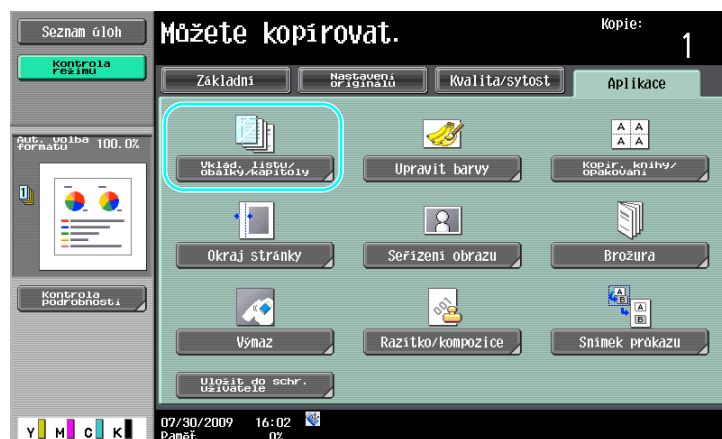 Seznam úloh
Kontrola
režimu
Můžete kopírovat.
Kopie:
1
Základní
Nastavení
originálu
Kvalita/sytost
Aplikace
Aut. volba
formátu
100.0%
1
Vklád. listu/
obálky/kapitoly
Upravit barvy
Kopír. knihy/
opakování
Okraj stránky
Seřízení obrazu
Brožura
Výmaz
Razítko/kompozice
Snímek průkazu
Uložit do schr.
uživatele
Kontrola
podrobností
Y M C K
07/30/2009 16:02
Paměť 0%